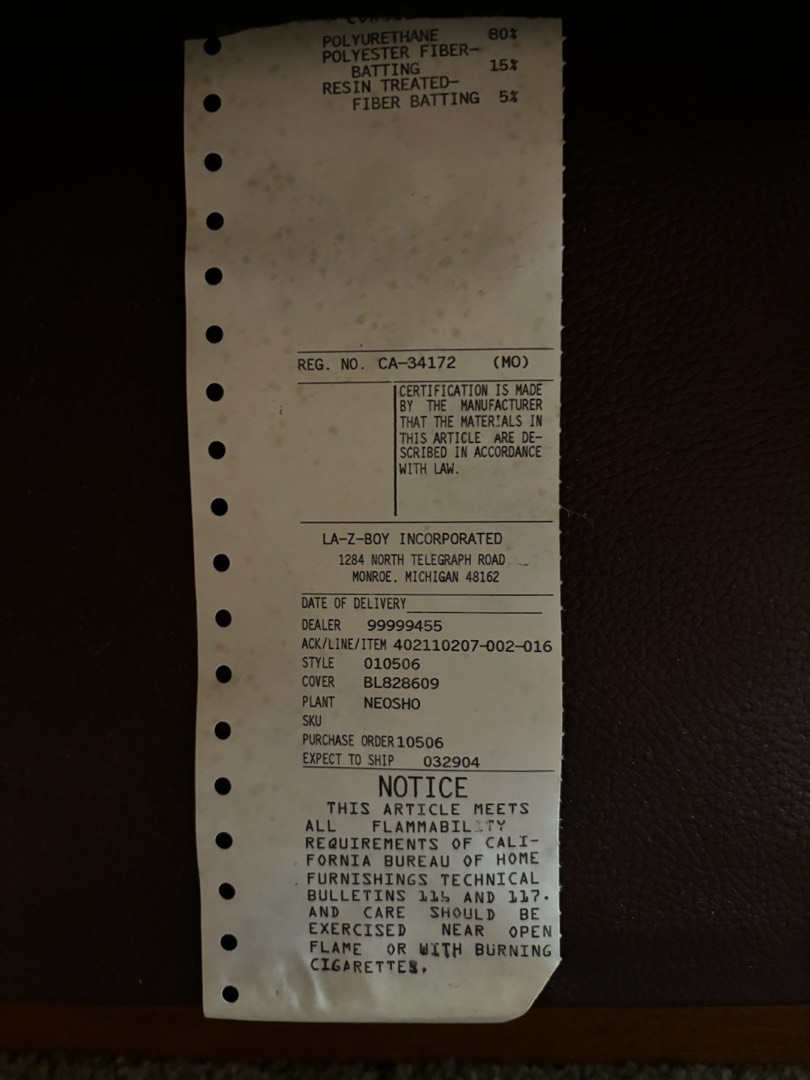 POLYURETHANE 80%
POLYESTER FIBER-
BATTING 15%
RESIN TREATED-
FIBER BATTING 5%
REG. NO. CA-34172 (MO)
CERTIFICATION IS MADE
BY THE MANUFACTURER
THAT THE MATERIALS IN
THIS ARTICLE ARE DE-
SCRIBED IN ACCORDANCE
WITH LAW.
LA-Z-BOY INCORPORATED
1284 NORTH TELEGRAPH ROAD
MONROE, MICHIGAN 48162
DATE OF DELIVERY
DEALER 99999455
ACK/LINE/ITEM 402110207-002-016
STYLE 010506
COVER BL828609
PLANT NEOSHO
SKU
PURCHASE ORDER 10506
EXPECT TO SHIP 032904
NOTICE
THIS ARTICLE MEETS
ALL FLAMMABILITY
REQUIREMENTS OF CALI-
FORNIA BUREAU OF HOME
FURNISHINGS TECHNICAL
BULLETINS 116 AND 117.
AND CARE SHOULD BE
EXERCISED NEAR OPEN
FLAME OR WITH BURNING
CIGARETTES.